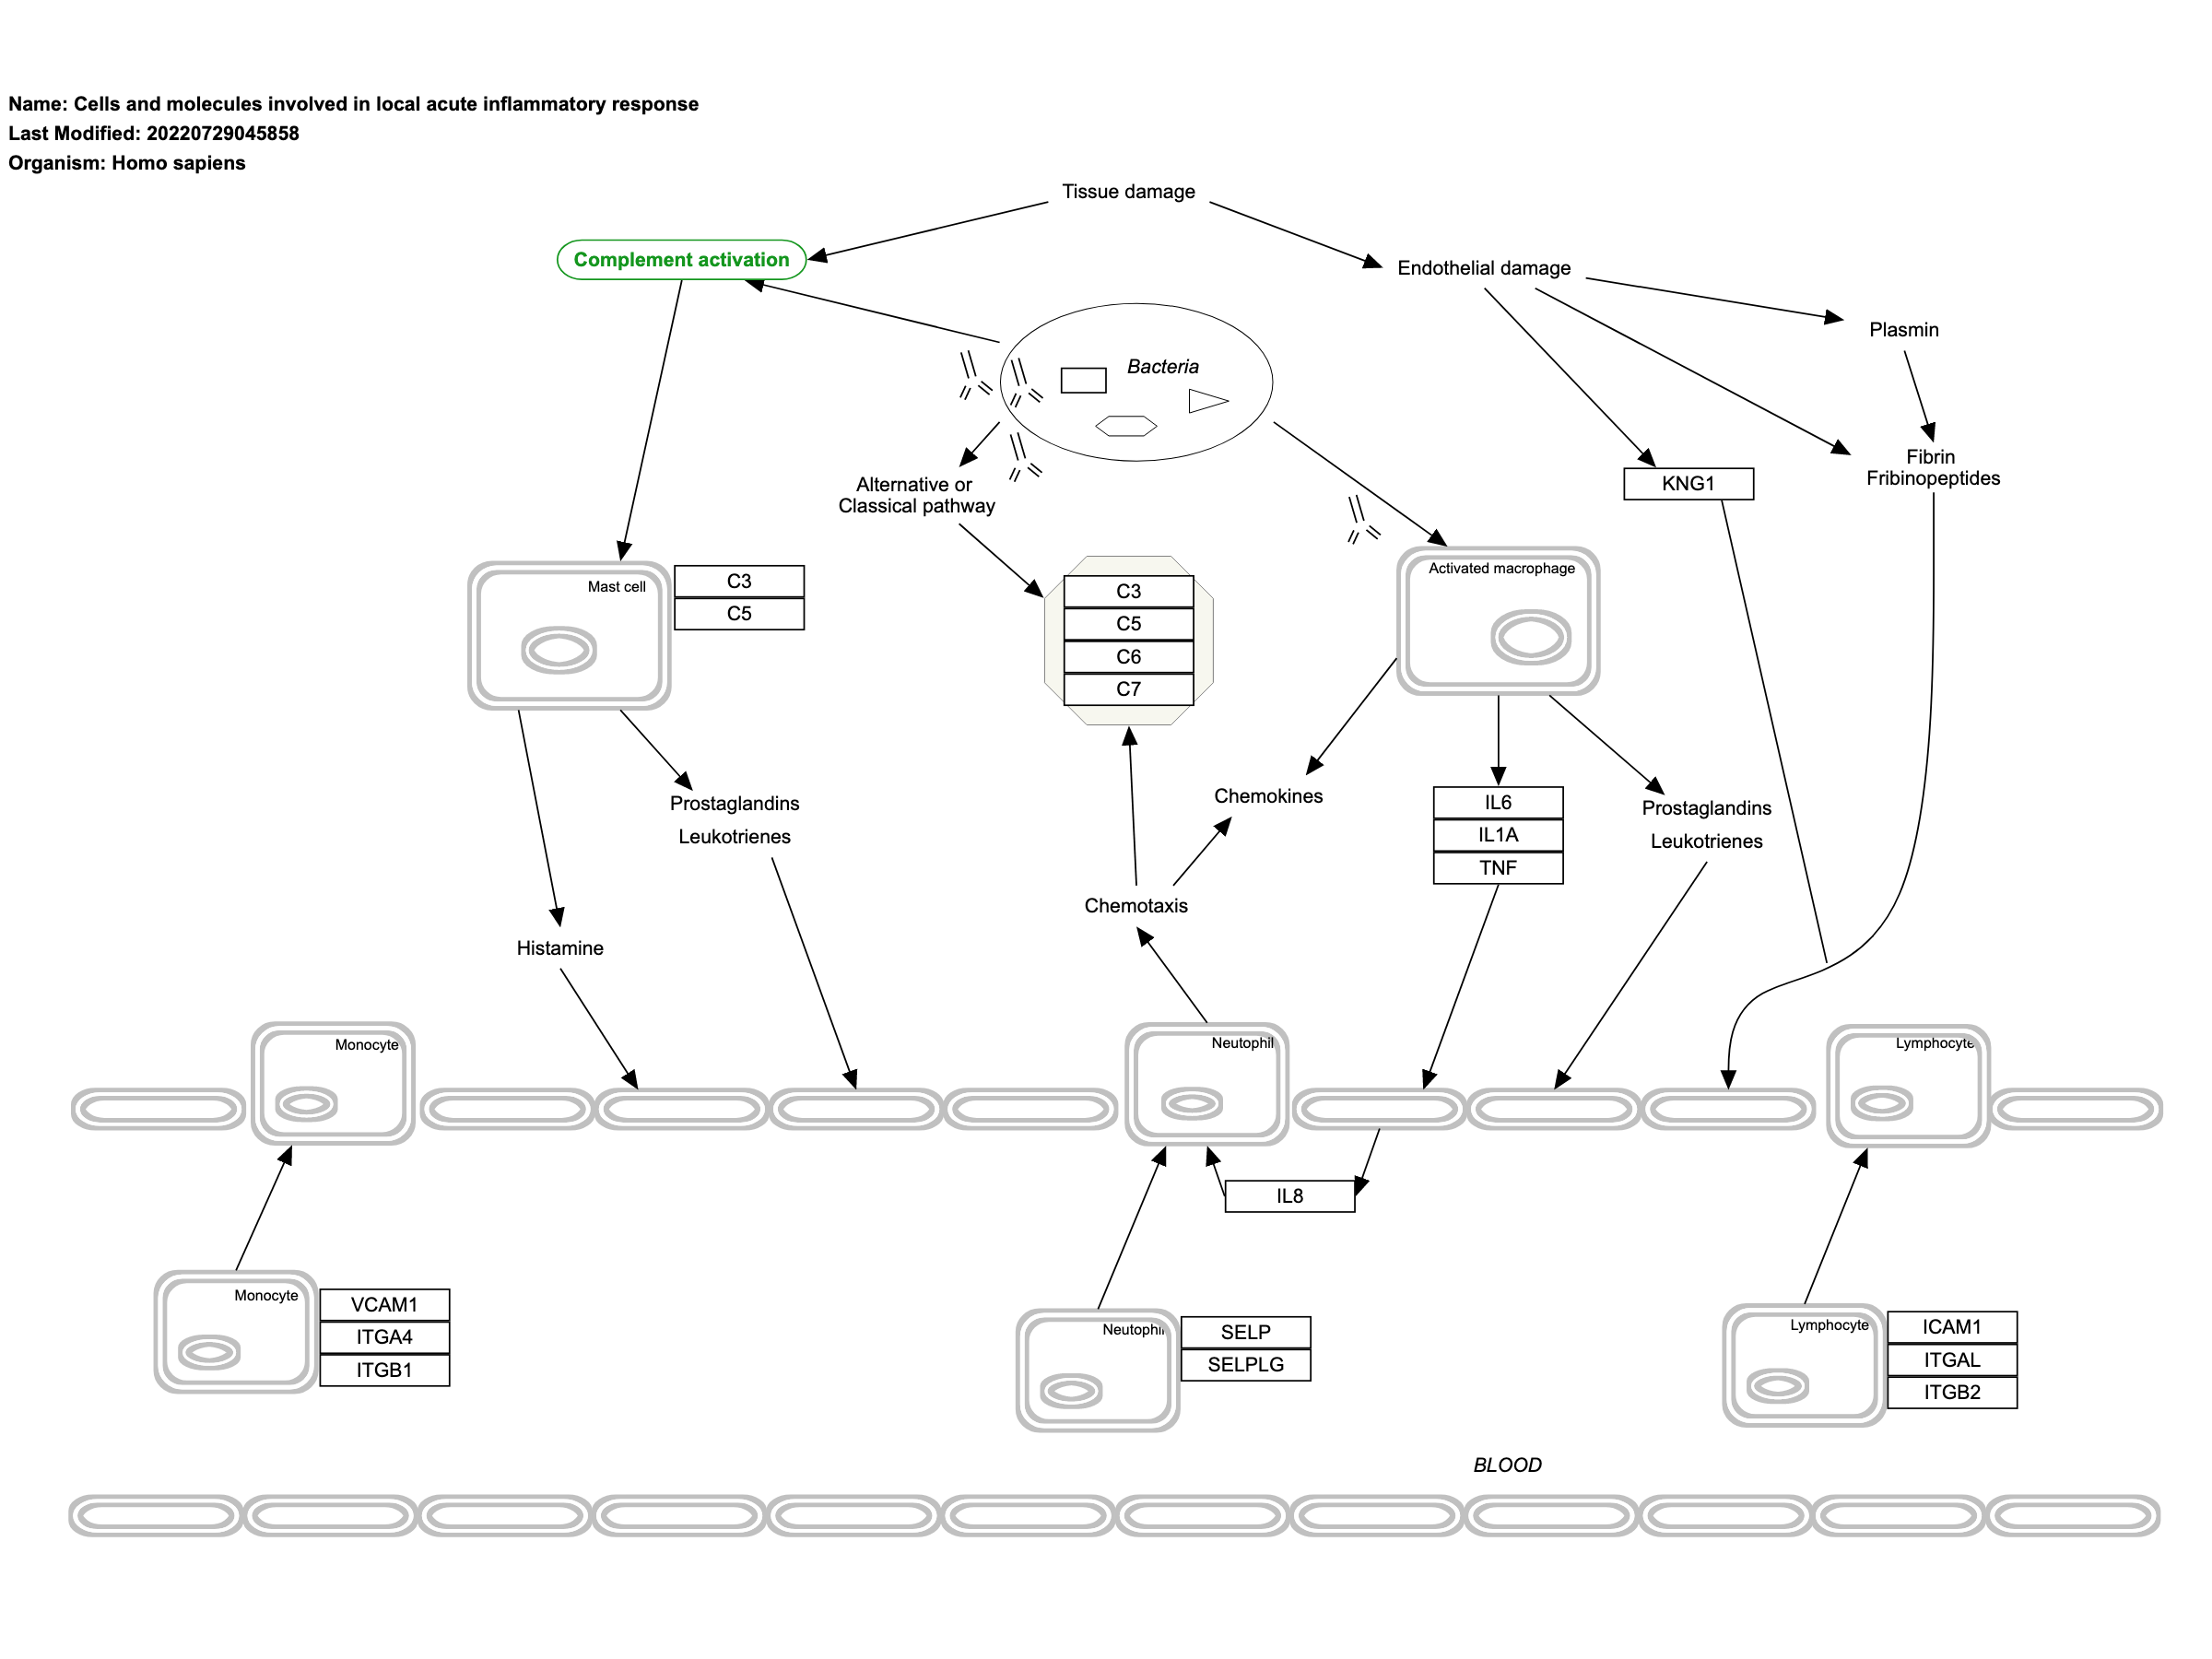 Name: Cells and molecules involved in local acute inflammatory response
Last Modified: 20220729045858
Organism: Homo sapiens
Tissue damage
Complement activation
Endothelial damage
Plasmin
Bacteria
Fibrin
Fribinopeptides
KNG1
Alternative or
Classical pathway
Mast cell
C3
C5
C3
C5
C6
C7
Activated macrophage
Prostaglandins
Leukotrienes
Chemokines
IL6
IL1A
TNF
Prostaglandins
Leukotrienes
Chemotaxis
Histamine
Monocyte
Neutophil
Lymphocyte
IL8
Monocyte
VCAM1
ITGA4
ITGB1
Neutophil
SELP
SELPLG
Lymphocyte
ICAM1
ITGAL
ITGB2
BLOOD